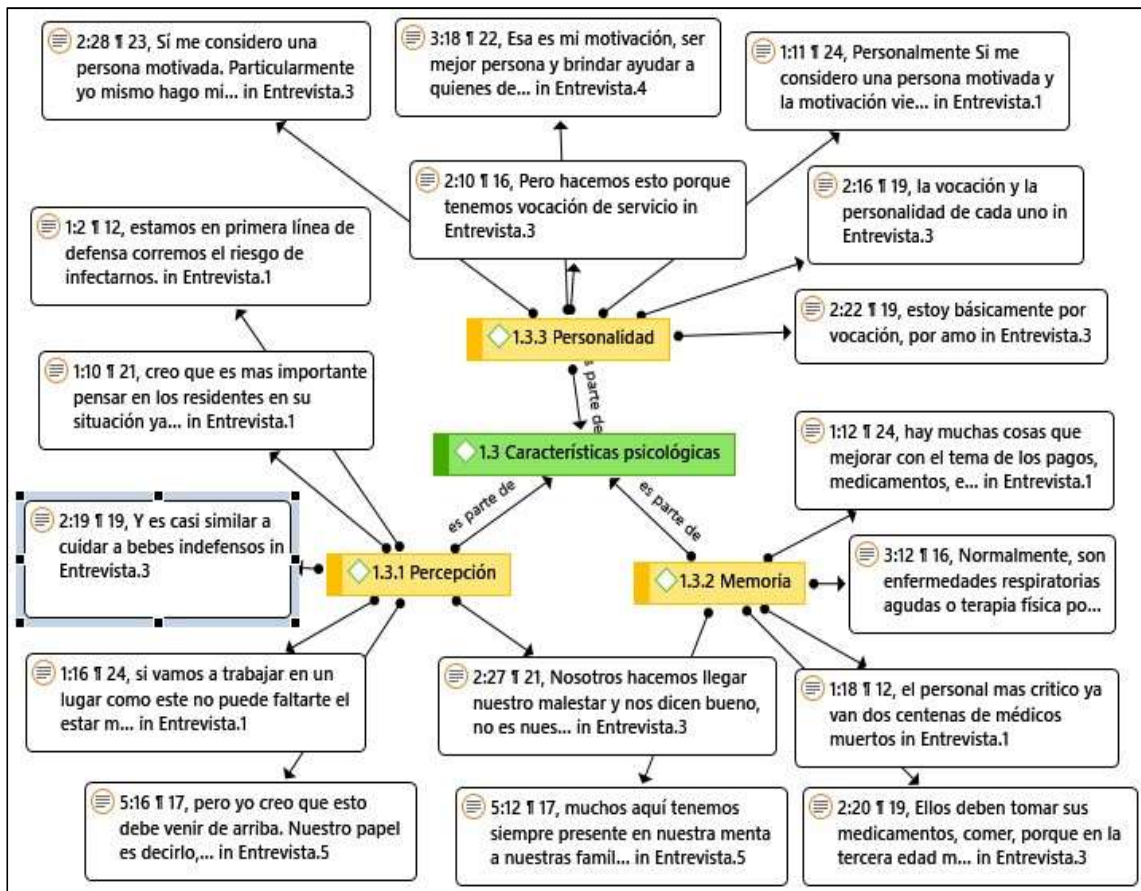 2:28 ¶ 23, Sí me considero una
persona motivada. Particularmente
yo mismo hago mi... in Entrevista.3
3:18 ¶ 22, Esa es mi motivación, ser
mejor persona y brindar ayudar a
quienes de... in Entrevista.4
1:11 ¶ 24, Personalmente Si me
considero una persona motivada y
la motivación vie... in Entrevista.1
2:10 ¶ 16, Pero hacemos esto porque
tenemos vocación de servicio in
Entrevista.3
2:16 ¶ 19, la vocación y la
personalidad de cada uno in
Entrevista.3
1:2 ¶ 12, estamos en primera línea de
defensa corremos el riesgo de
infectarnos. in Entrevista.1
2:22 ¶ 19, estoy básicamente por
vocación, por amo in Entrevista.3
1.3.3 Personalidad
es parte de
1:10 ¶ 21, creo que es mas importante
pensar en los residentes en su
situación ya... in Entrevista.1
1.3 Características psicológicas
1:12 ¶ 24, hay muchas cosas que
mejorar con el tema de los pagos,
medicamentos, e... in Entrevista.1
es parte de
es parte de
2:19 ¶ 19, Y es casi similar a
cuidar a bebes indefensos in
Entrevista.3
1.3.1 Percepción
1.3.2 Memoria
3:12 ¶ 16, Normalmente, son
enfermedades respiratorias
agudas o terapia física po...
1:16 ¶ 24, si vamos a trabajar en un
lugar como este no puede faltarte el
estar m... in Entrevista.1
2:27 ¶ 21, Nosotros hacemos llegar
nuestro malestar y nos dicen bueno,
no es nues... in Entrevista.3
1:18 ¶ 12, el personal mas critico ya
van dos centenas de médicos
muertos in Entrevista.1
5:16 ¶ 17, pero yo creo que esto
debe venir de arriba. Nuestro papel
es decirlo,... in Entrevista.5
5:12 ¶ 17, muchos aquí tenemos
siempre presente en nuestra menta
a nuestras famil... in Entrevista.5
2:20 ¶ 19, Ellos deben tomar sus
medicamentos, comer, porque en la
tercera edad m... in Entrevista.3